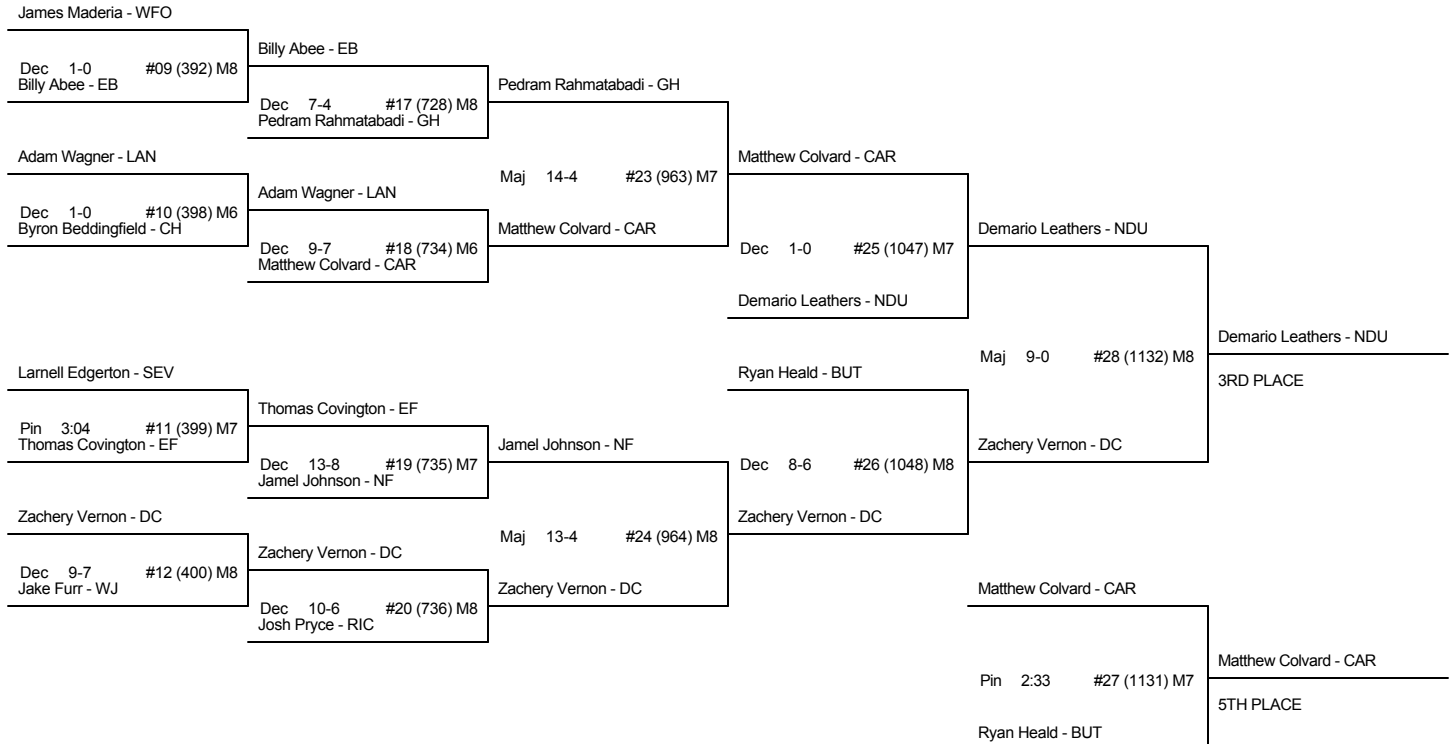 James Maderia - WFO
Dec 1-0 #09 (392) M8
Billy Abee - EB
Adam Wagner - LAN
Dec 1-0 #10 (398) M6
Byron Beddingfield - CH
Larnell Edgerton - SEV
Pin 3:04 #11 (399) M7
Thomas Covington - EF
Zachery Vernon - DC
Dec 9-7 #12 (400) M8
Jake Furr - WJ
Billy Abee - EB
Dec 7-4 #17 (728) M8
Pedram Rahmatabadi - GH
Adam Wagner - LAN
Dec 9-7 #18 (734) M6
Matthew Colvard - CAR
Thomas Covington - EF
Dec 13-8 #19 (735) M7
Jamel Johnson - NF
Zachery Vernon - DC
Dec 10-6 #20 (736) M8
Josh Pryce - RIC
Pedram Rahmatabadi - GH
Maj 14-4 #23 (963) M7
Matthew Colvard - CAR
Jamel Johnson - NF
Maj 13-4 #24 (964) M8
Zachery Vernon - DC
Matthew Colvard - CAR
Dec 1-0 #25 (1047) M7
Demario Leathers - NDU
Ryan Heald - BUT
Dec 8-6 #26 (1048) M8
Zachery Vernon - DC
Demario Leathers - NDU
Maj 9-0 #28 (1132) M8
Zachery Vernon - DC
Demario Leathers - NDU
3RD PLACE
Matthew Colvard - CAR
Pin 2:33 #27 (1131) M7
Ryan Heald - BUT
Matthew Colvard - CAR
5TH PLACE